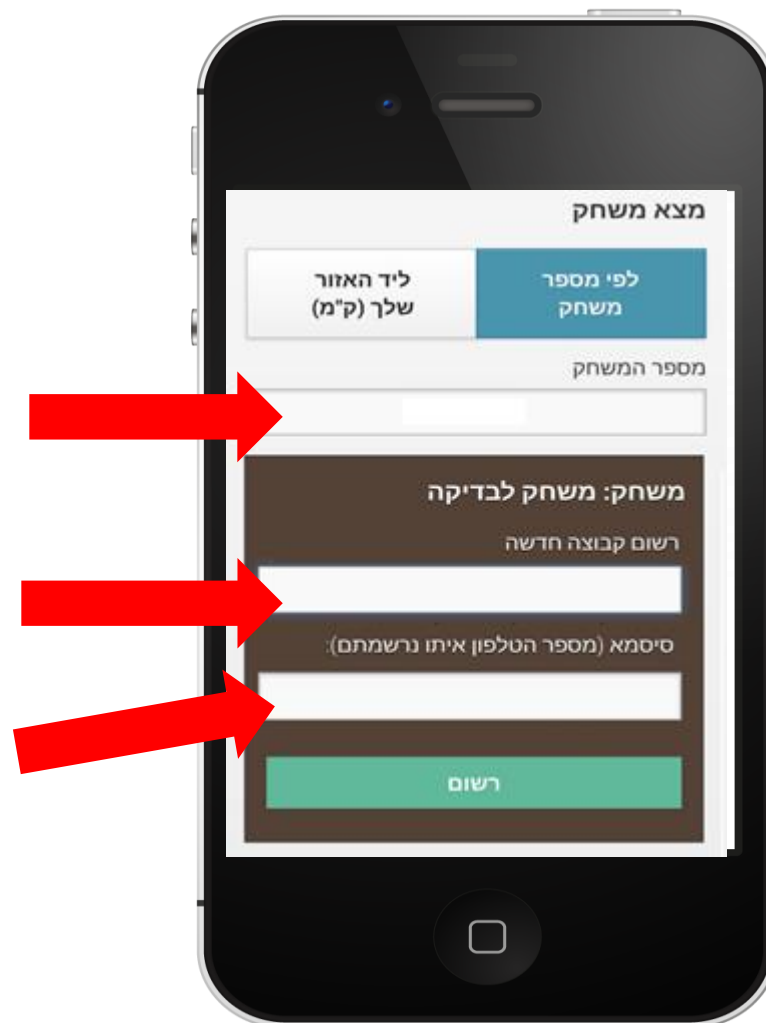 מצא משחק
לפי מספר
משחק
ליד האזור
שלך (ק"מ)
מספר המשחק
משחק: משחק לבדיקה
רשום קבוצה חדשה
סיסמא (מספר הטלפון איתו נרשמתם):
רשום